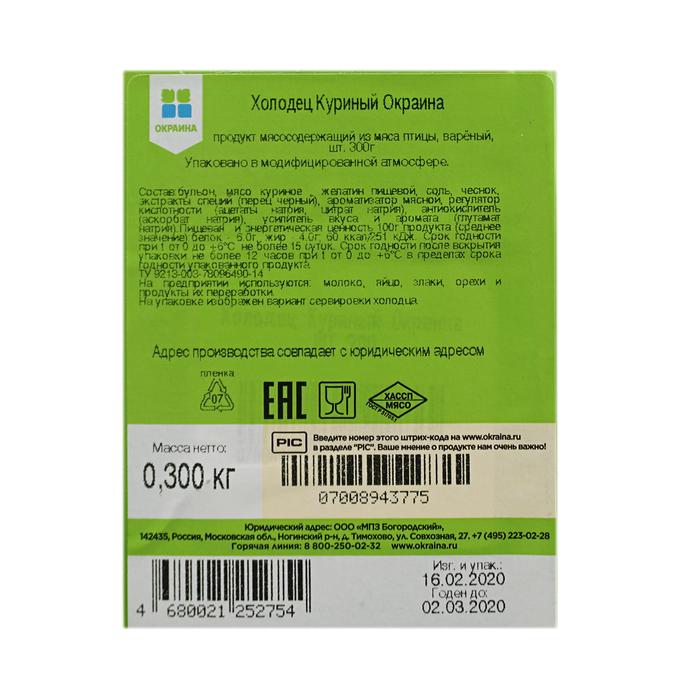 ОКРАИНА
Холодец Куриный Окраина
продукт мясосодержащий из мяса птицы, варёный,
шт. 300г
Упаковано в модифицированной атмосфере.
Состав:бульон, мясо куриное , желатин пищевой, соль, чеснок,
экстракты специй (перец черный), ароматизатор мясной, регулятор
кислотности (ацетаты натрия, цитрат натрия), антиокислитель
(аскорбат натрия), усилитель вкуса и аромата (глутамат
натрия).Пищевая и энергетическая ценность 100г продукта (среднее
значение) белок - 6.0г, жир - 4.0г, 60 ккал/251 кДж. Срок годности
при t от 0 до +6°С не более 15 суток. Срок годности после вскрытия
упаковки не более 12 часов при t от 0 до +6°С в пределах срока
годности упакованного продукта.
ТУ 9213-003-78096490-14
На предприятии используются: молоко, яйцо, злаки, орехи и
продукты их переработки.
На упаковке изображен вариант сервировки холодца.
Адрес производства совпадает с юридическим адресом
пленка
07
ЕАС
ХАССП
МЯСО
PIC
Введите номер этого штрих-кода на www.okraina.ru
в разделе "PIC". Ваше мнение о продукте нам очень важно!
Масса нетто:
0,300 кг
07008943775
Юридический адрес: ООО «МПЗ Богородский»,
142435, Россия, Московская обл., Ногинский р-н, д. Тимохово, ул. Совхозная, 27. +7 (495) 223-02-28
Горячая линия: 8 800-250-02-32 www.okraina.ru
Изг. и упак.:
16.02.2020
Годен до:
02.03.2020
4 680021 252754